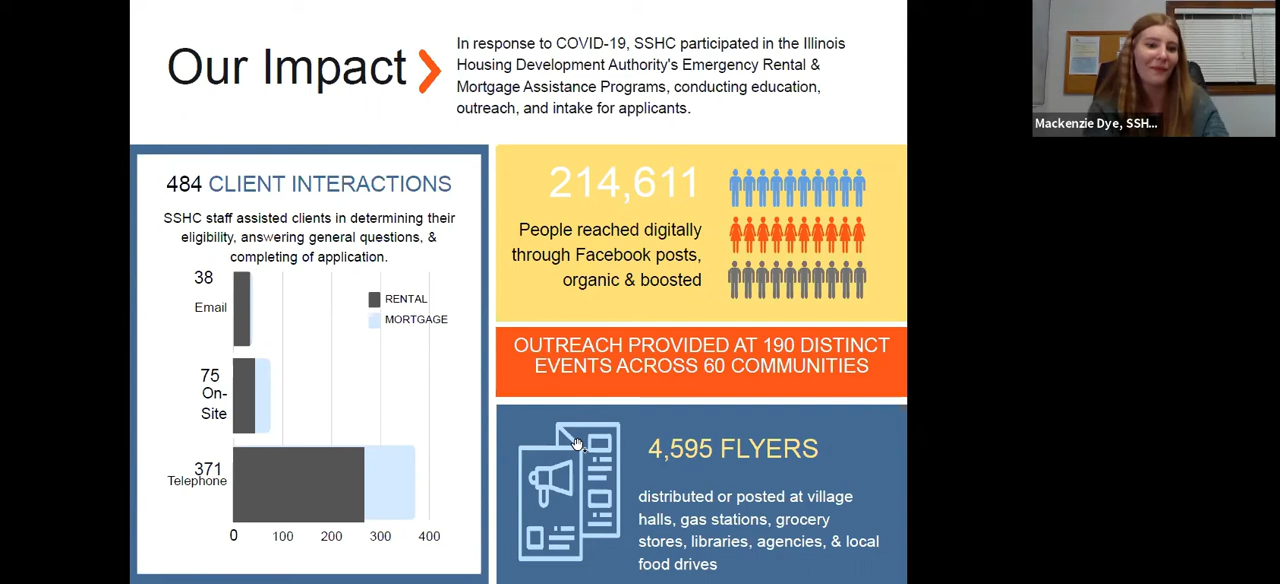 Our Impact
In response to COVID-19, SSHC participated in the Illinois
Housing Development Authority's Emergency Rental &
Mortgage Assistance Programs, conducting education,
outreach, and intake for applicants.
Mackenzie Dye, SSH...
484 CLIENT INTERACTIONS
SSHC staff assisted clients in determining their
eligibility, answering general questions, &
completing of application.
38
Email
RENTAL
MORTGAGE
75
On-
Site
371
Telephone
0 100 200 300 400
214,611
People reached digitally
through Facebook posts,
organic & boosted
OUTREACH PROVIDED AT 190 DISTINCT
EVENTS ACROSS 60 COMMUNITIES
4,595 FLYERS
distributed or posted at village
halls, gas stations, grocery
stores, libraries, agencies, & local
food drives